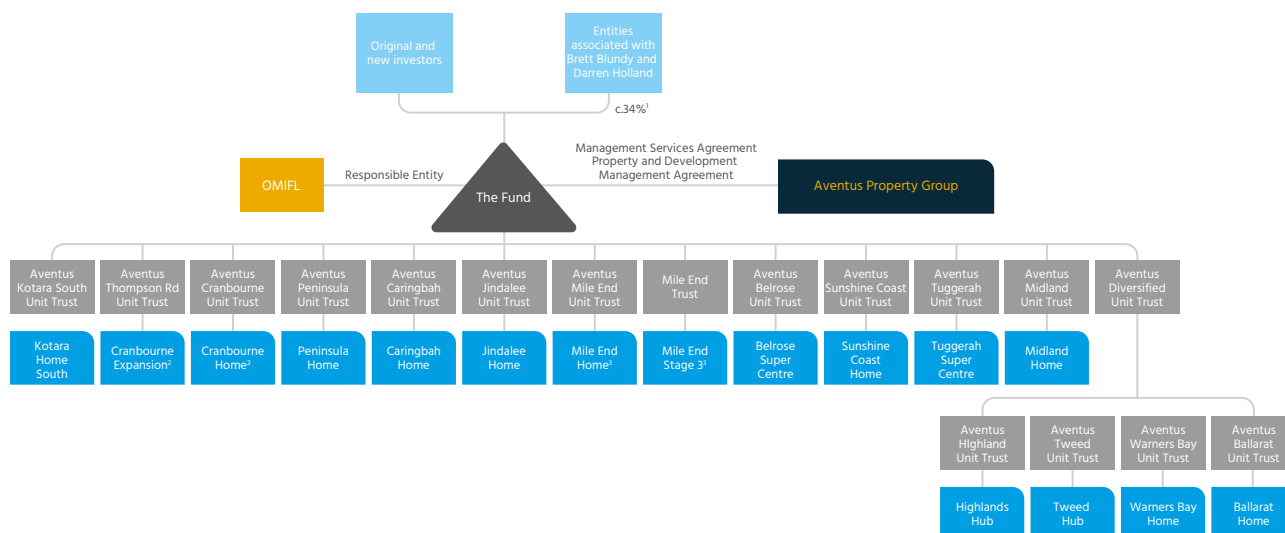 Original and
new investors
Entities
associated with
Brett Blundy and
Darren Holland
c.34%¹
OMIFL
Responsible Entity
The Fund
Management Services Agreement
Property and Development
Management Agreement
Aventus Property Group
Aventus
Kotara South
Unit Trust
Aventus
Thompson Rd
Unit Trust
Aventus
Cranbourne
Unit Trust
Aventus
Peninsula
Unit Trust
Aventus
Caringbah
Unit Trust
Aventus
Jindalee
Unit Trust
Aventus
Mile End
Unit Trust
Mile End
Trust
Aventus
Belrose
Unit Trust
Aventus
Sunshine Coast
Unit Trust
Aventus
Tuggerah
Unit Trust
Aventus
Midland
Unit Trust
Aventus
Diversified
Unit Trust
Kotara
Home
South
Cranbourne
Expansion²
Cranbourne
Home²
Peninsula
Home
Caringbah
Home
Jindalee
Home
Mile End
Home³
Mile End
Stage 3³
Belrose
Super
Centre
Sunshine
Coast
Home
Tuggerah
Super
Centre
Midland
Home
Aventus
HIghland
Unit Trust
Aventus
Tweed
Unit Trust
Aventus
Warners Bay
Unit Trust
Aventus
Ballarat
Unit Trust
Highlands
Hub
Tweed
Hub
Warners Bay
Home
Ballarat
Home